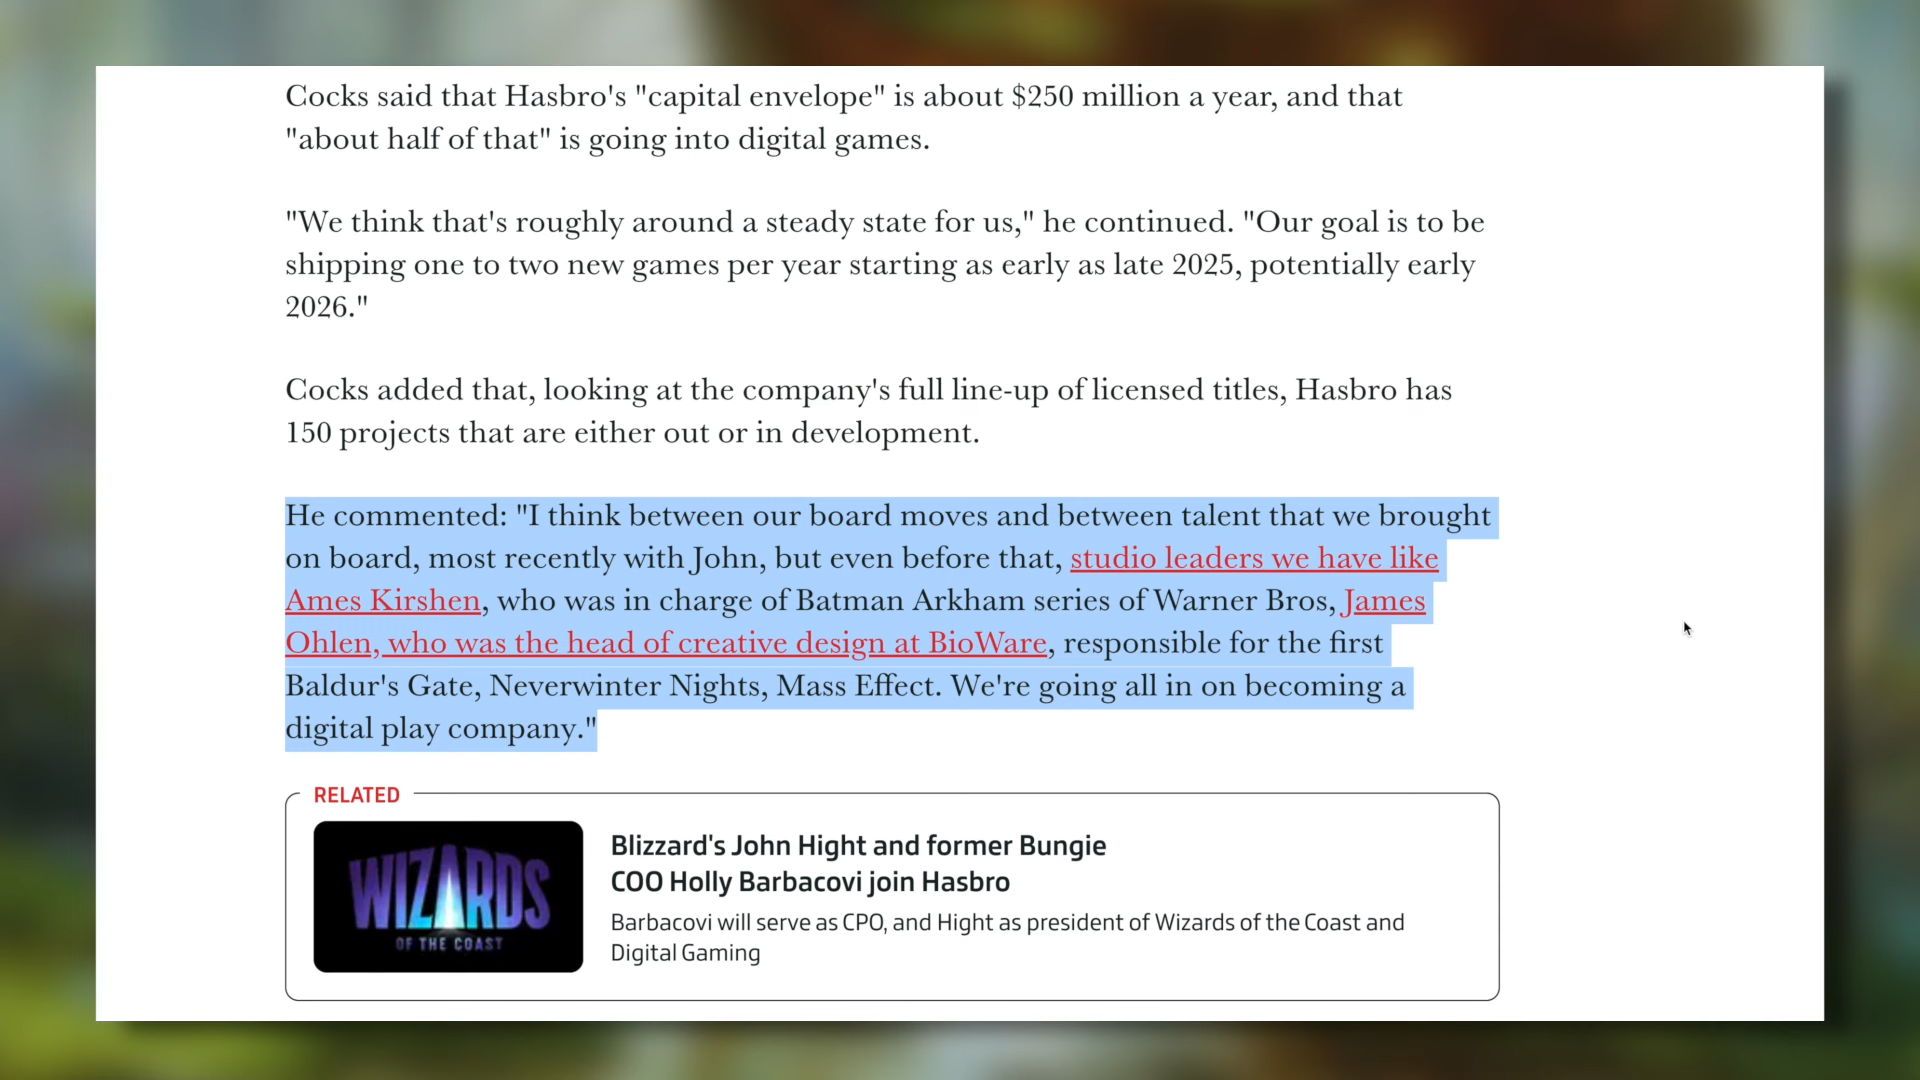 Cocks said that Hasbro's "capital envelope" is about $250 million a year, and that
"about half of that" is going into digital games.
"We think that's roughly around a steady state for us," he continued. "Our goal is to be
shipping one to two new games per year starting as early as late 2025, potentially early
2026."
Cocks added that, looking at the company's full line-up of licensed titles, Hasbro has
150 projects that are either out or in development.
He commented: "I think between our board moves and between talent that we brought
on board, most recently with John, but even before that, studio leaders we have like
Ames Kirshen, who was in charge of Batman Arkham series of Warner Bros, James
Ohlen, who was the head of creative design at BioWare, responsible for the first
Baldur's Gate, Neverwinter Nights, Mass Effect. We're going all in on becoming a
digital play company."
RELATED
WIZARDS
OF THE COAST
Blizzard's John Hight and former Bungie
COO Holly Barbacovi join Hasbro
Barbacovi will serve as CPO, and Hight as president of Wizards of the Coast and
Digital Gaming